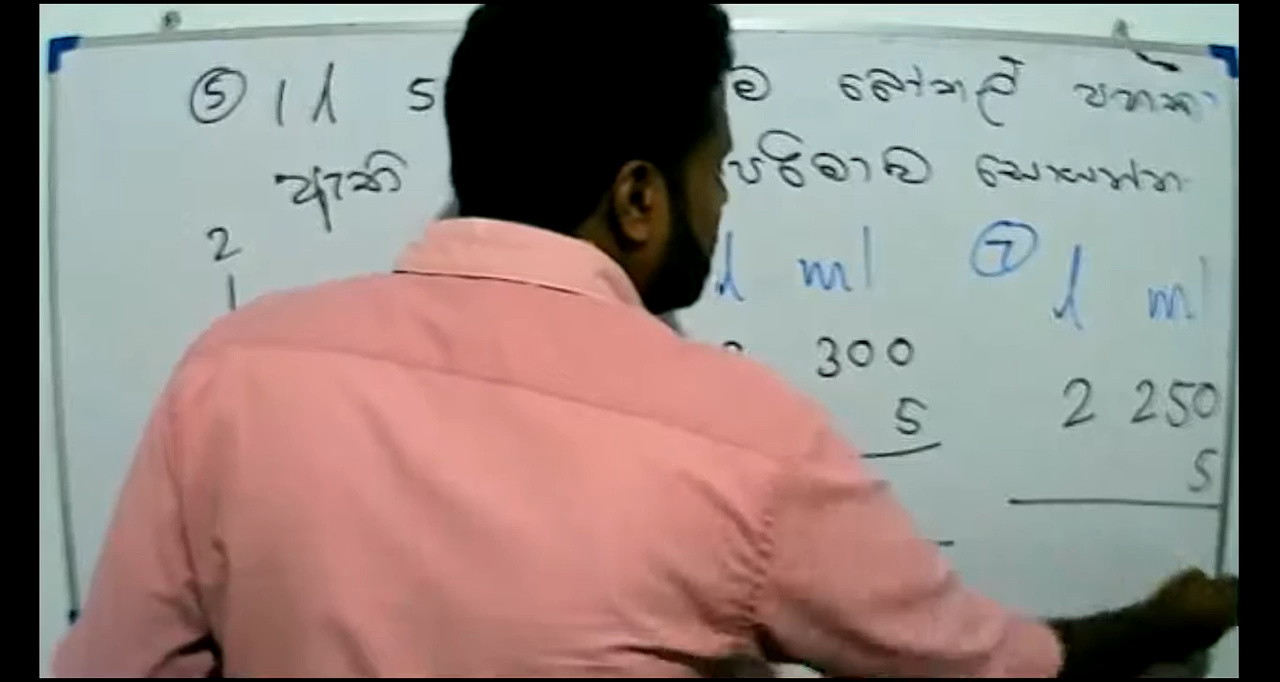 ⑤ 1 l 5 ම බෝතල් පහක
ඇති පරිමාව සොයන්න
2
1
l ml
300
5
⑦
l ml
2 250
5